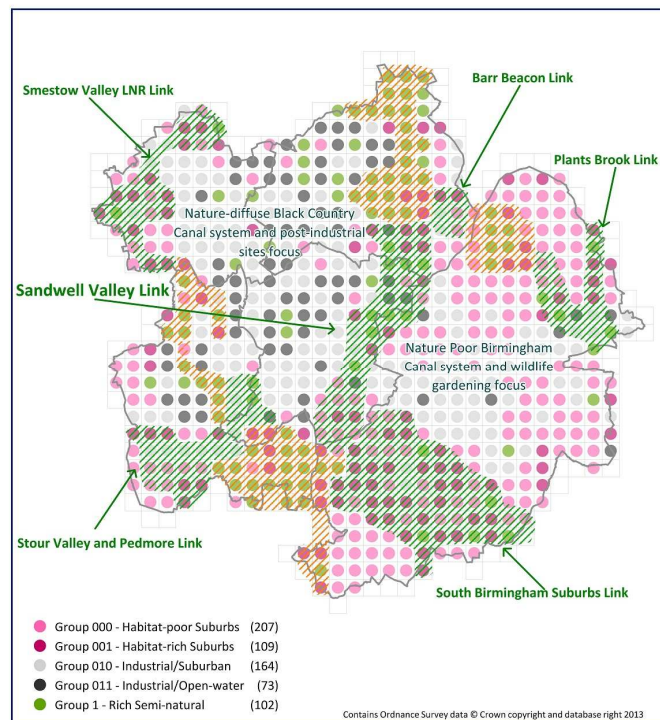 Smestow Valley LNR Link
Barr Beacon Link
Plants Brook Link
Nature-diffuse Black Country
Canal system and post-industrial
sites focus
Sandwell Valley Link
Nature Poor Birmingham
Canal system and wildlife
gardening focus
Stour Valley and Pedmore Link
South Birmingham Suburbs Link
Group 000 - Habitat-poor Suburbs (207)
Group 001 - Habitat-rich Suburbs (109)
Group 010 - Industrial/Suburban (164)
Group 011 - Industrial/Open-water (73)
Group 1 - Rich Semi-natural (102)
Contains Ordnance Survey data © Crown copyright and database right 2013